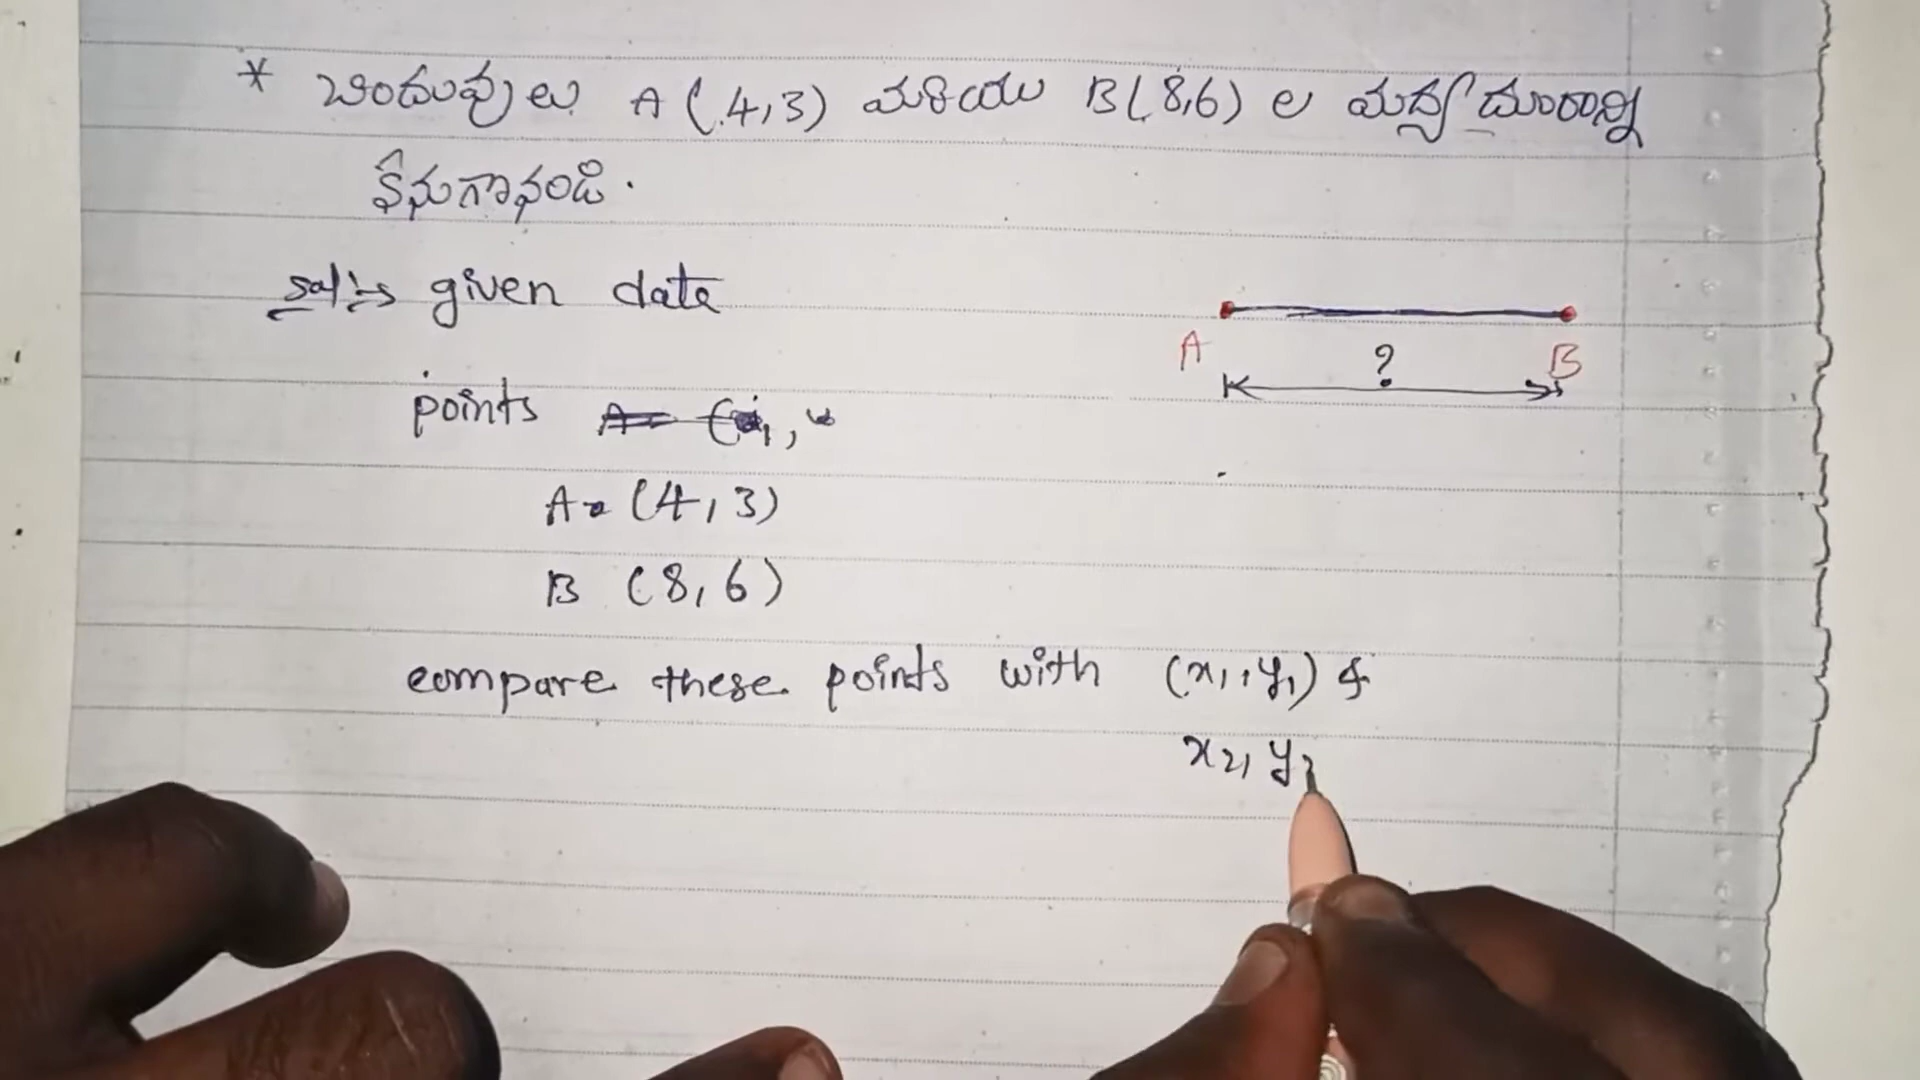 * బిందువులు A(4,3) మరియు B(8,6) ల మధ్య దూరాన్ని
కనుగొనండి.
Sol:- given data
A B
?
points
A = (4,3)
B (8,6)
compare these points with (x1, y1) &
x2, y2